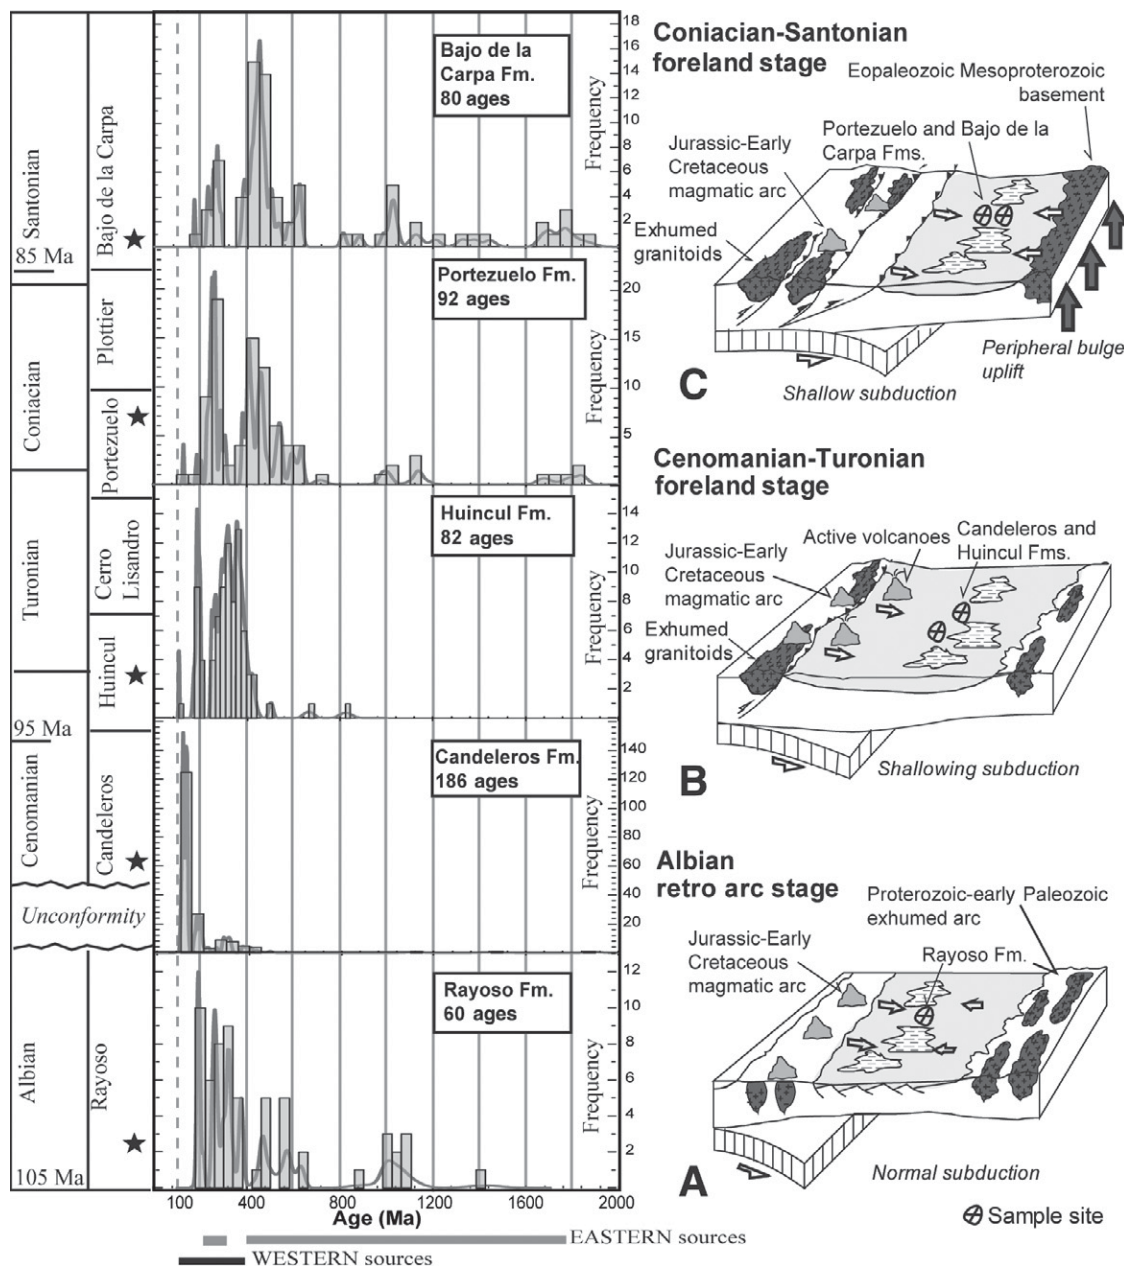 Santonian
85 Ma
Coniacian
Turonian
95 Ma
Cenomanian
Unconformity
Albian
105 Ma
Bajo de la Carpa
Plottier
Portezuelo
Cerro
Lisandro
Huincul
Candeleros
Rayoso
Bajo de la
Carpa Fm.
80 ages
18
16
14
12
10
8
6
4
2
Frequency
Portezuelo Fm.
92 ages
20
15
10
5
Frequency
Huincul Fm.
82 ages
14
12
10
8
6
4
2
Frequency
Candeleros Fm.
186 ages
140
120
100
80
60
40
20
Frequency
Rayoso Fm.
60 ages
12
10
8
6
4
2
Frequency
100 400 800 1200 1600 2000
Age (Ma)
EASTERN sources
WESTERN sources
Coniacian-Santonian
foreland stage
Eopaleozoic Mesoproterozoic
basement
Portezuelo and Bajo de la
Carpa Fms.
Jurassic-Early
Cretaceous
magmatic arc
Exhumed
granitoids
Peripheral bulge
uplift
Shallow subduction
C
Cenomanian-Turonian
foreland stage
Active volcanoes
Candeleros and
Huincul Fms.
Jurassic-Early
Cretaceous
magmatic arc
Exhumed
granitoids
Shallowing subduction
B
Albian
retro arc stage
Proterozoic-early Paleozoic
exhumed arc
Rayoso Fm.
Jurassic-Early
Cretaceous
magmatic arc
Normal subduction
A
Sample site